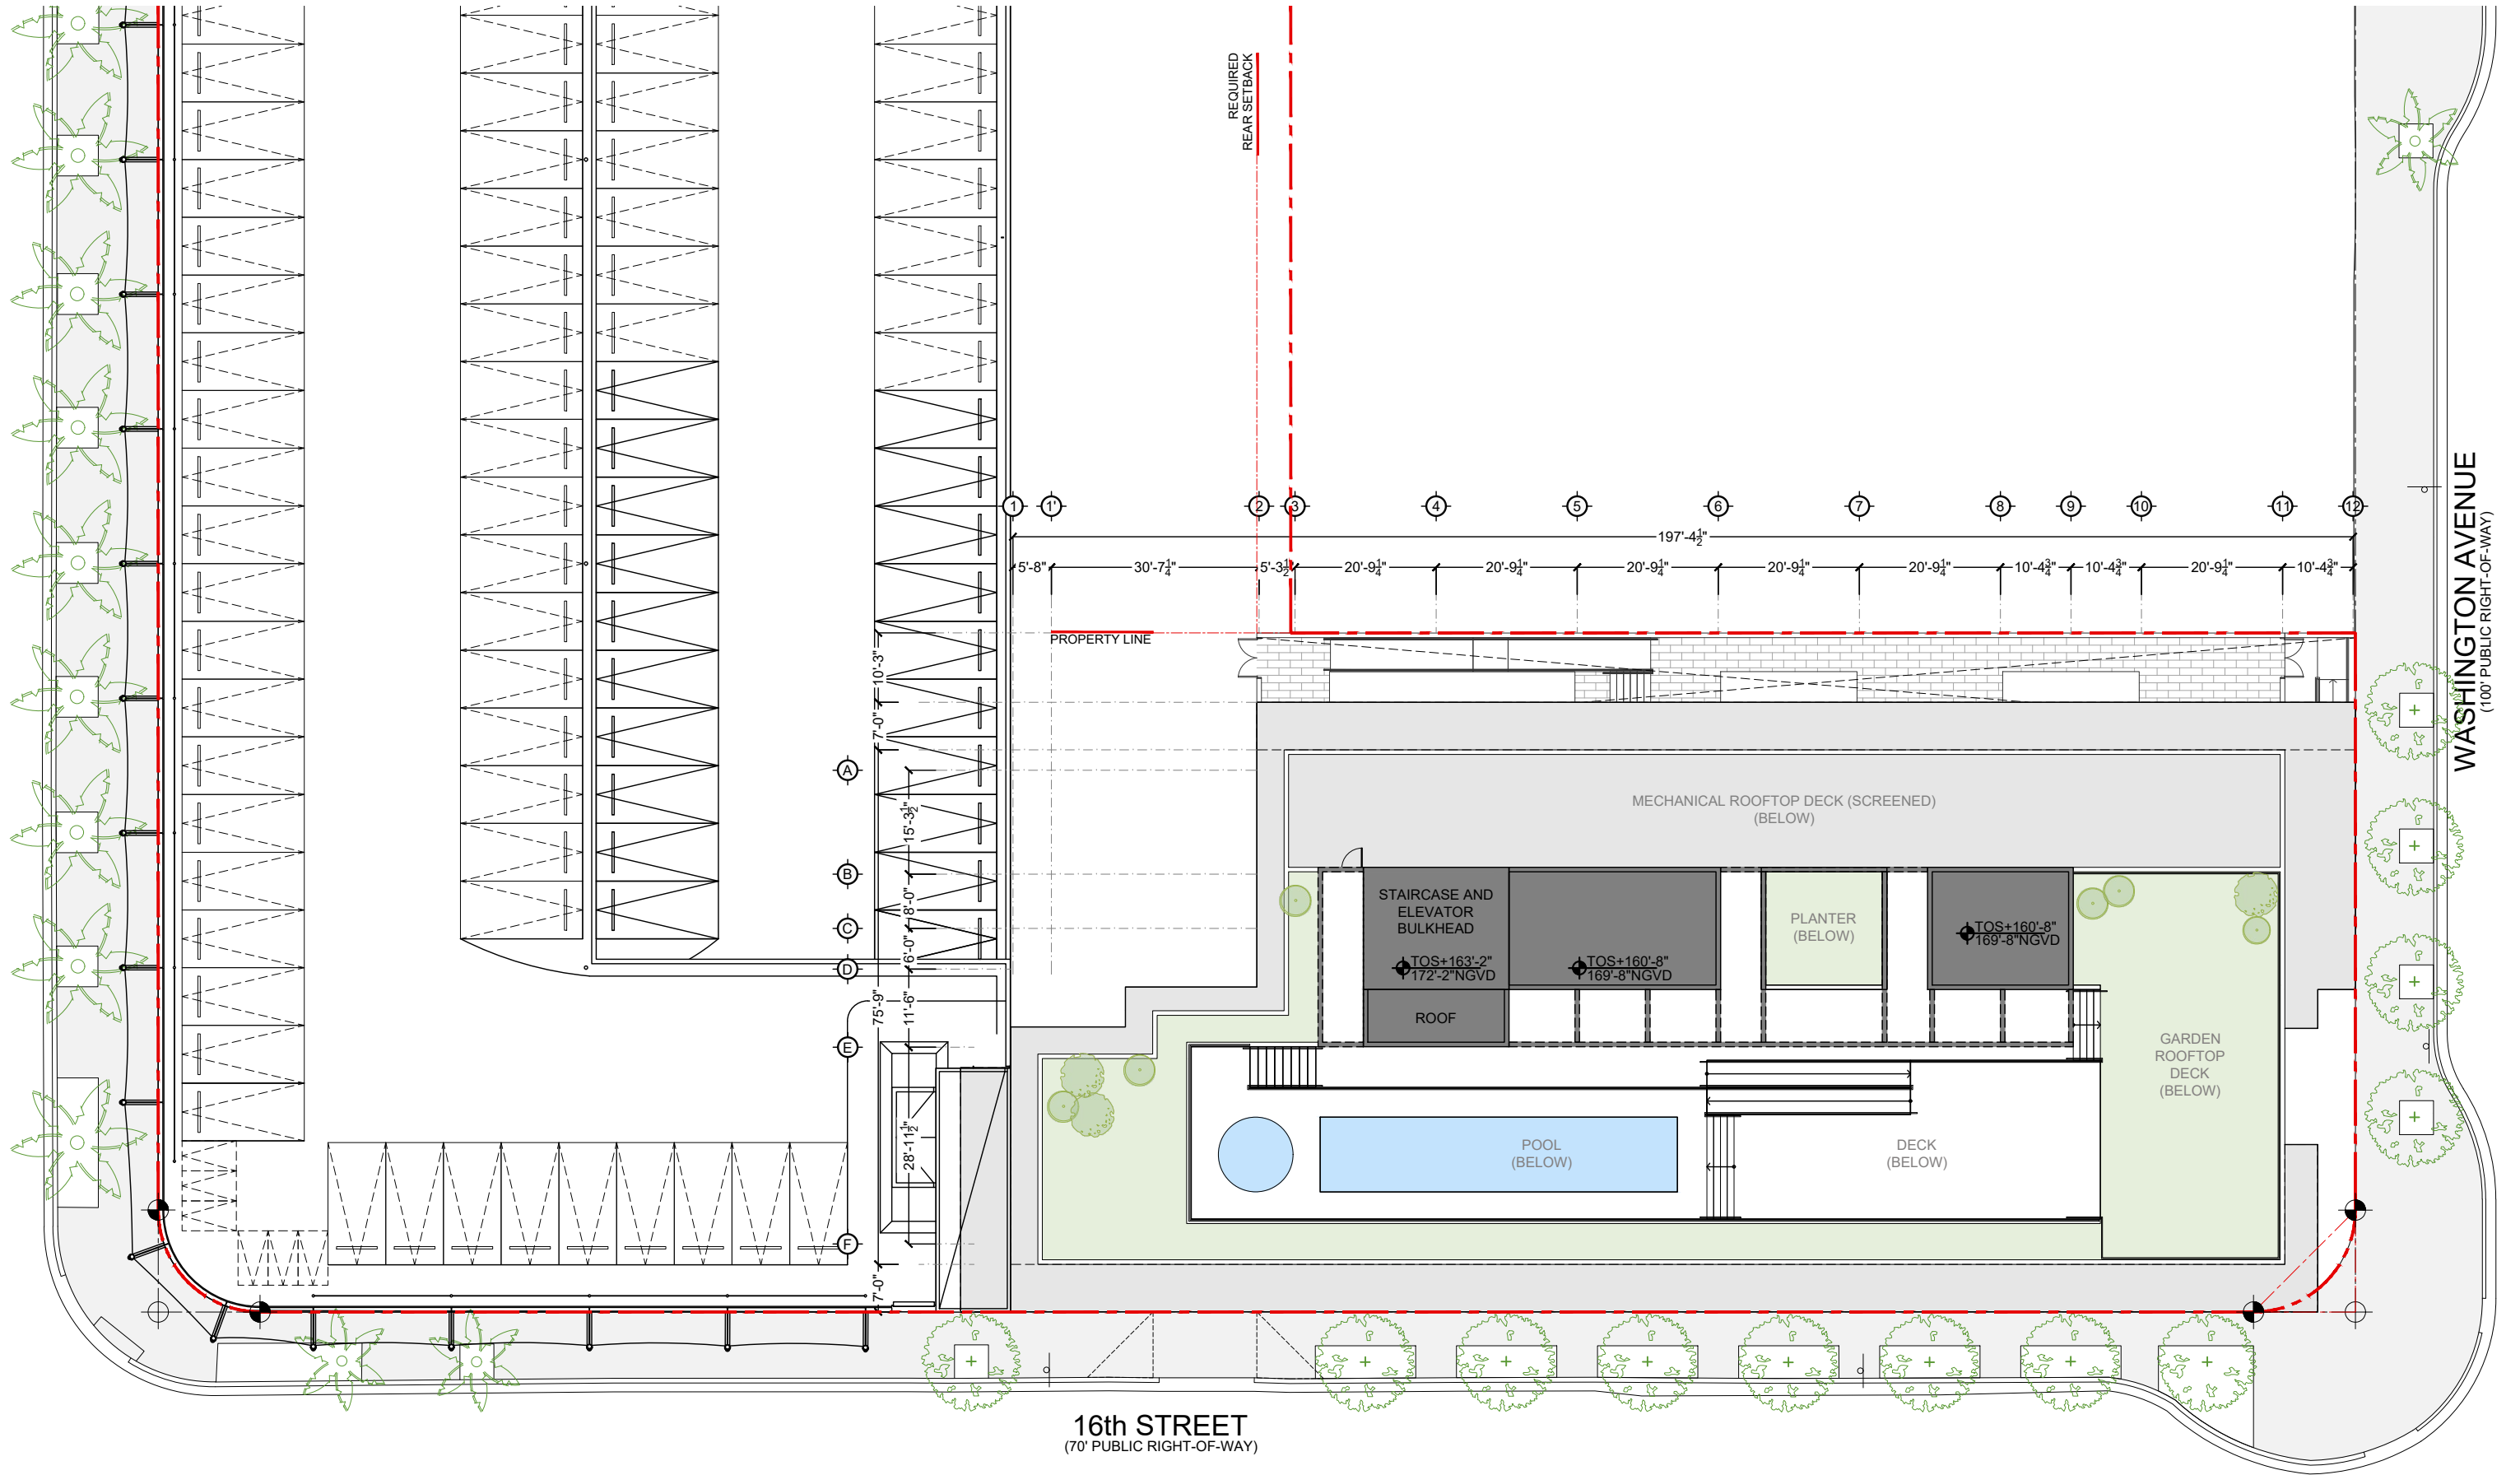 REQUIRED
REAR SETBACK
1
1'
2
3
4
5
6
7
8
9
10
11
12
197'-4½"
5'-8"
30'-7¼"
5'-3½"
20'-9¼"
20'-9¼"
20'-9¼"
20'-9¼"
20'-9¼"
10'-4¾"
10'-4¾"
20'-9¼"
10'-4¾"
PROPERTY LINE
WASHINGTON AVENUE
(100' PUBLIC RIGHT-OF-WAY)
10'-3"
7'-0"
A
15'-3½"
B
8'-0"
C
6'-0"
D
75'-9"
11'-6"
E
28'-11½"
F
7'-0"
MECHANICAL ROOFTOP DECK (SCREENED)
(BELOW)
STAIRCASE AND
ELEVATOR
BULKHEAD
TOS+163'-2"
172'-2"NGVD
TOS+160'-8"
169'-8"NGVD
PLANTER
(BELOW)
TOS+160'-8"
169'-8"NGVD
ROOF
GARDEN
ROOFTOP
DECK
(BELOW)
POOL
(BELOW)
DECK
(BELOW)
16th STREET
(70' PUBLIC RIGHT-OF-WAY)